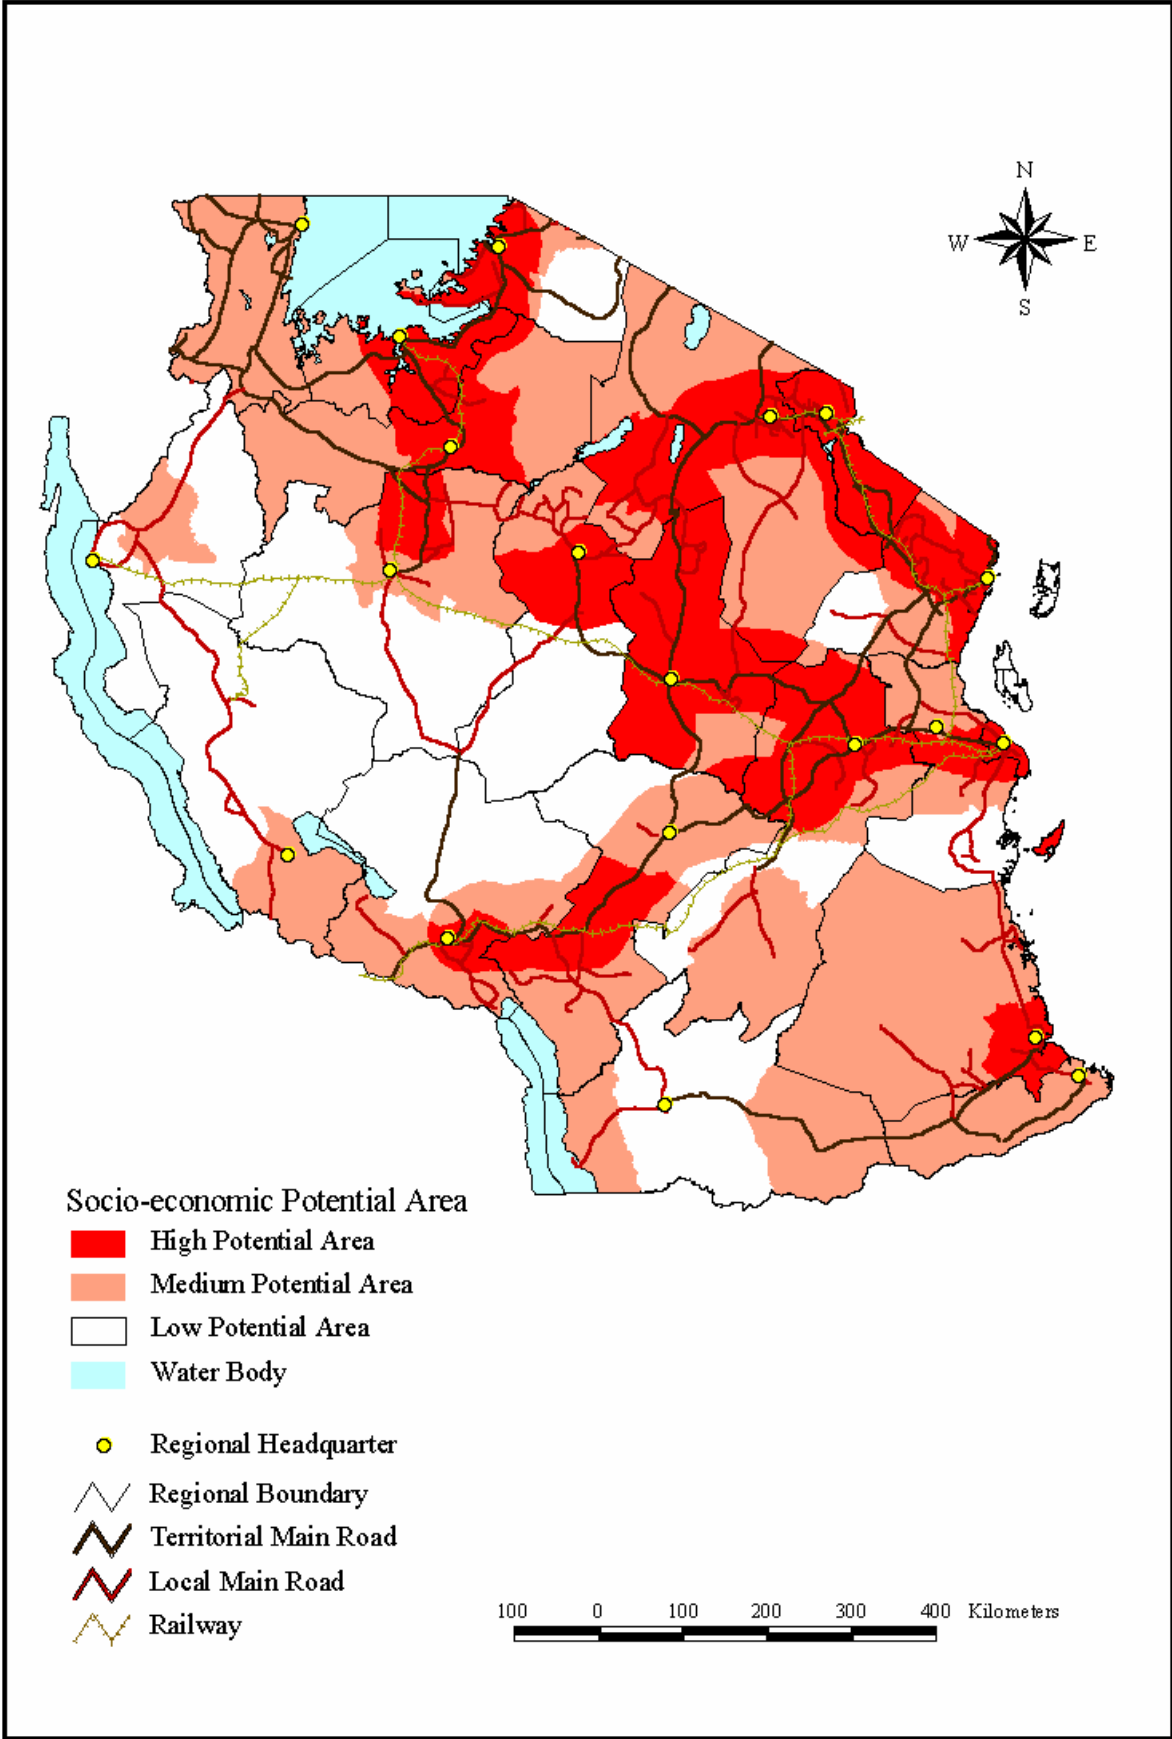 N
W E
S
Socio-economic Potential Area
High Potential Area
Medium Potential Area
Low Potential Area
Water Body
Regional Headquarter
Regional Boundary
Territorial Main Road
Local Main Road
Railway
100 0 100 200 300 400 Kilometers